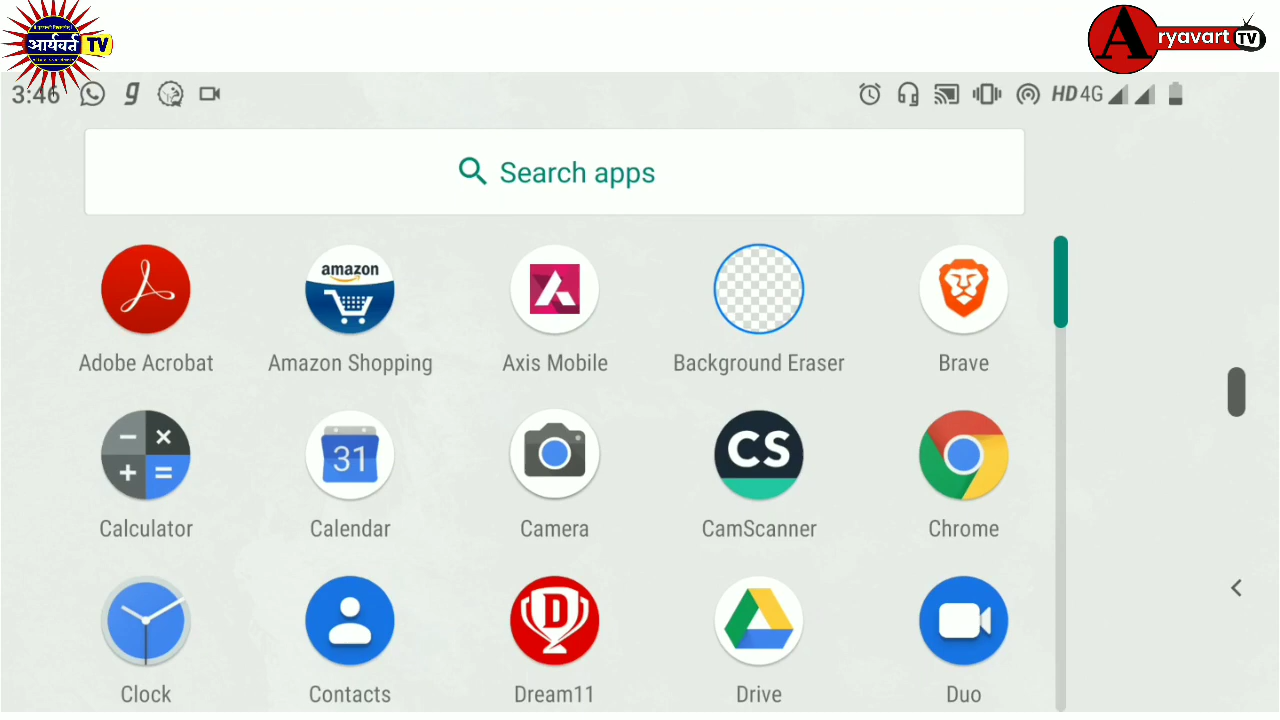 आर्यवर्त TV
Aryavart TV
3:46
HD 4G
Search apps
amazon
Adobe Acrobat
Amazon Shopping
Axis Mobile
Background Eraser
Brave
31
CS
Calculator
Calendar
Camera
CamScanner
Chrome
D
Clock
Contacts
Dream11
Drive
Duo